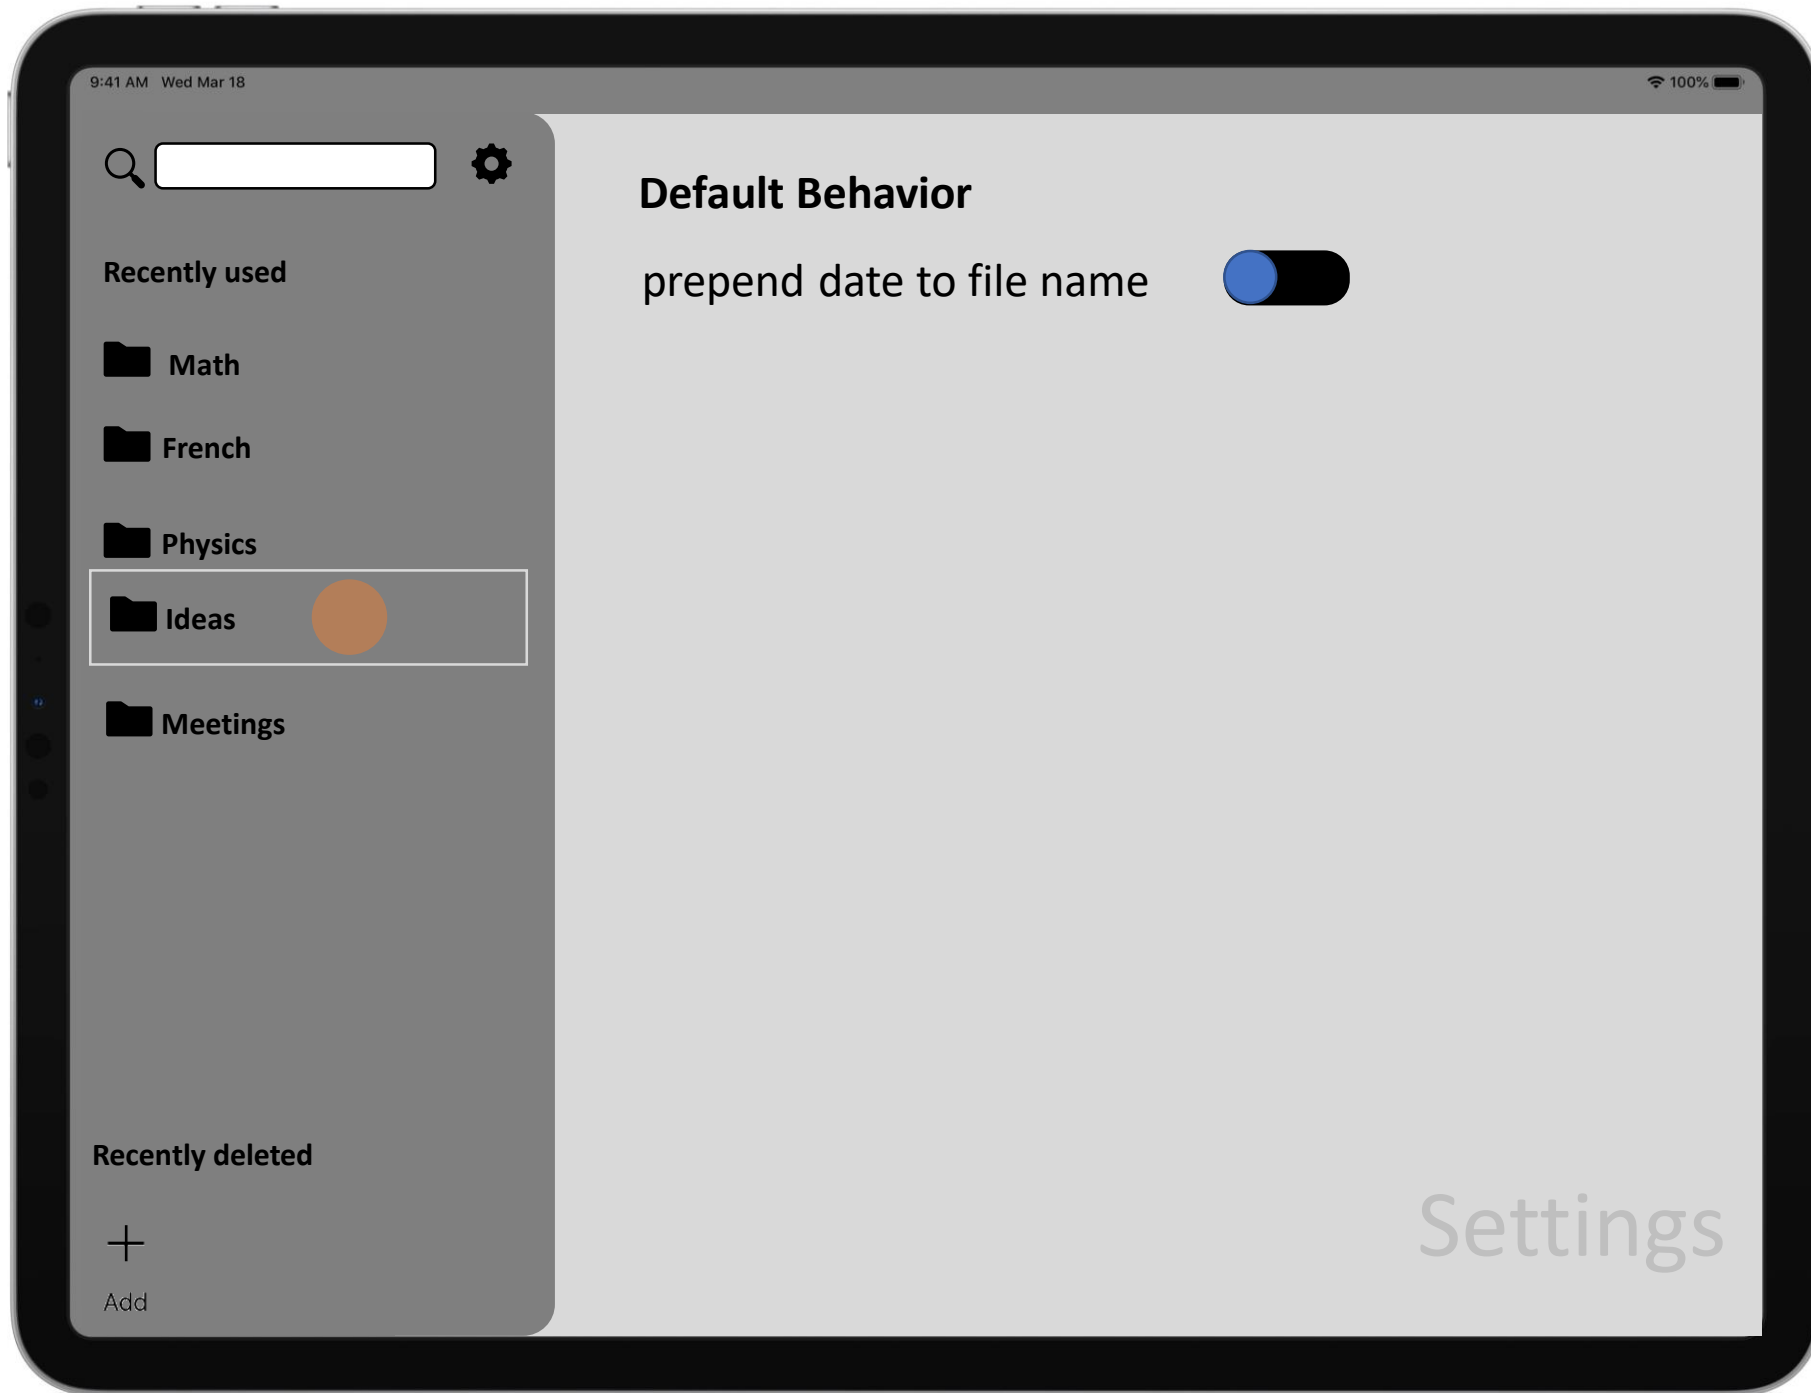 9:41 AM Wed Mar 18
100%
Recently used
Math
French
Physics
Ideas
Meetings
Recently deleted
Add
Default Behavior
prepend date to file name
Settings